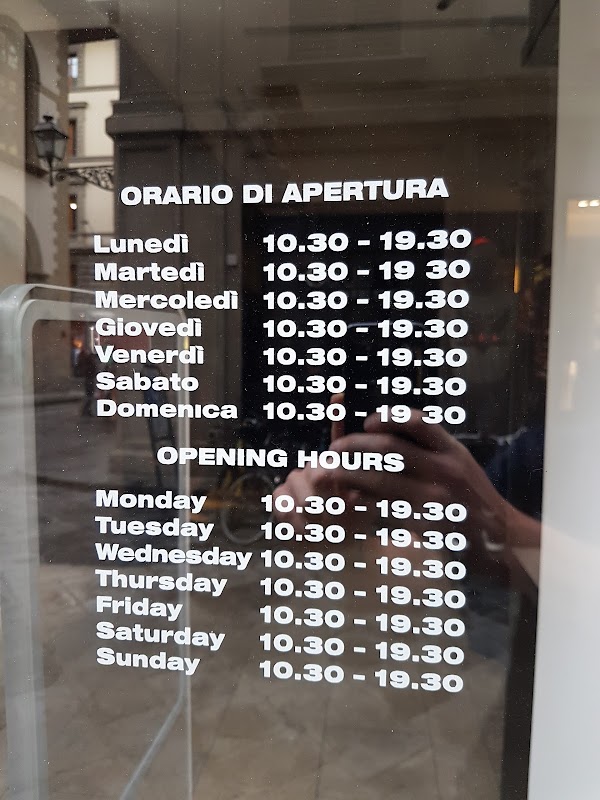 ORARIO DI APERTURA
Lunedì 10.30 - 19.30
Martedì 10.30 - 19 30
Mercoledì 10.30 - 19.30
Giovedì 10.30 - 19.30
Venerdì 10.30 - 19.30
Sabato 10.30 - 19.30
Domenıca 10.30 - 19 30
OPENING HOURS
Monday 10.30 - 19.30
Tuesday 10.30 - 19.30
Wednesday 10.30 - 19.30
Thursday 10.30 - 19.30
Friday 10.30 - 19.30
Saturday 10.30 - 19.30
Sunday 10.30 - 19.30